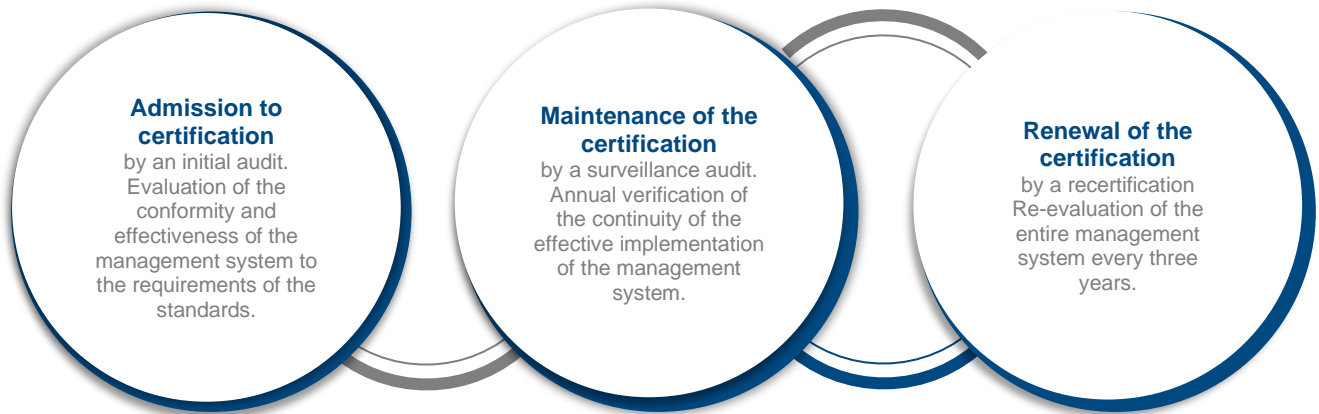 Admission to
certification
by an initial audit.
Evaluation of the
conformity and
effectiveness of the
management system to
the requirements of the
standards.
Maintenance of the
certification
by a surveillance audit.
Annual verification of
the continuity of the
effective implementation
of the management
system.
Renewal of the
certification
by a recertification
Re-evaluation of the
entire management
system every three
years.